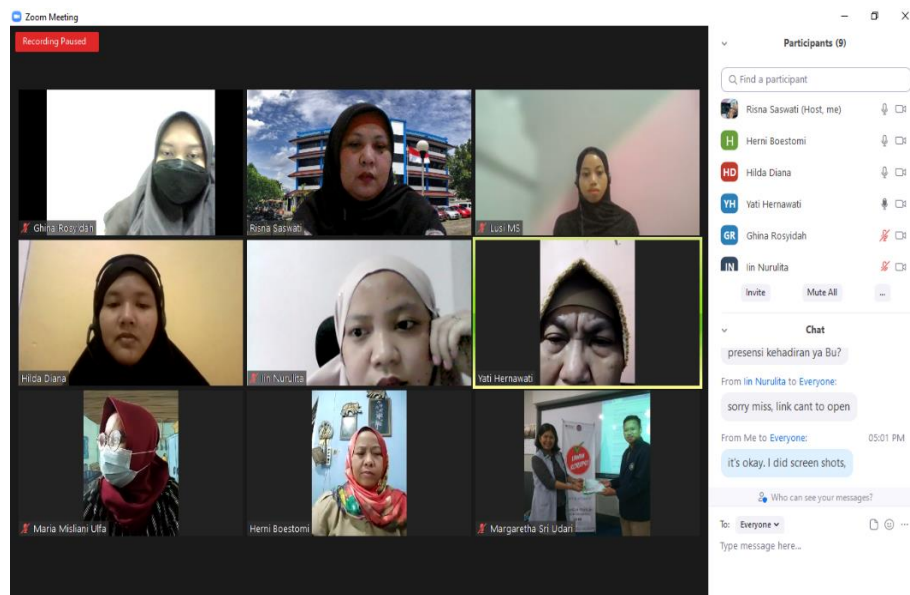 Zoom Meeting
Recording Paused
Ghina Rosyidah
Risna Saswati
Lusi MS
Hilda Diana
Iin Nurulita
Yati Hernawati
Maria Misliani Ulfa
Herni Boestomi
Margaretha Sri Udari
Participants (9)
Find a participant
Risna Saswati (Host, me)
H Herni Boestomi
HD Hilda Diana
YH Yati Hernawati
GR Ghina Rosyidah
IN Iin Nurulita
Invite Mute All ...
Chat
presensi kehadiran ya Bu?
From Iin Nurulita to Everyone:
sorry miss, link cant to open
From Me to Everyone: 05:01 PM
it's okay. I did screen shots,
Who can see your messages?
To: Everyone
Type message here...